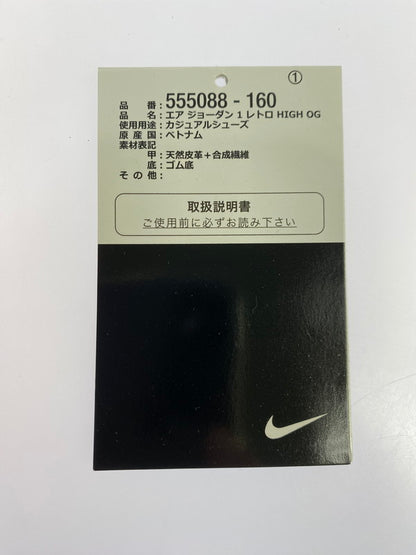 ①
品 番：555088 - 160
品 名：エア ジョーダン 1 レトロ HIGH OG
使用用途：カジュアルシューズ
原 産 国：ベトナム
素材表記
甲：天然皮革＋合成繊維
底：ゴム底
そ の 他：
取扱説明書
ご使用前に必ずお読み下さい